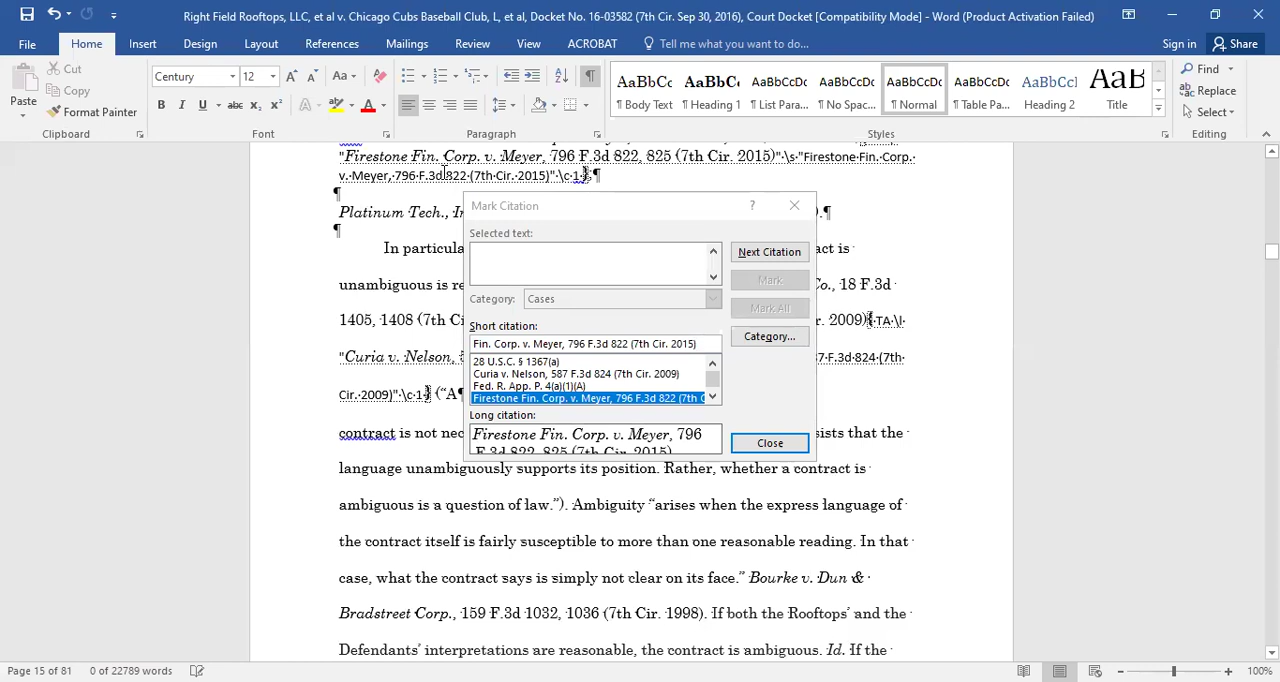 Right Field Rooftops, LLC, et al v. Chicago Cubs Baseball Club, L, et al, Docket No. 16-03582 (7th Cir. Sep 30, 2016), Court Docket [Compatibility Mode] - Word (Product Activation Failed)
File Home Insert Design Layout References Mailings Review View ACROBAT Tell me what you want to do... Sign in Share
Cut
Copy
Format Painter
Paste
Clipboard
Century 12 Aa
B I U abc x₂ x² A A
Font
Paragraph
AaBbCc AaBbCc AaBbCcDc AaBbCcDc AaBbCcDc AaBbCcDc AaBbCcI AaB
¶ Body Text ¶ Heading 1 ¶ List Para... ¶ No Spac... ¶ Normal ¶ Table Pa... Heading 2 Title
Styles
Find
Replace
Select
Editing
"Firestone Fin. Corp. v. Meyer, 796 F.3d 822, 825 (7th Cir. 2015)" \s "Firestone Fin. Corp.
v. Meyer, 796 F.3d 822 (7th Cir. 2015)" \c 1 };¶
¶
Platinum Tech., In ).¶
¶
In particula act is
unambiguous is re Co., 18 F.3d
1405, 1408 (7th Ci r. 2009){ TA \l
"Curia v. Nelson, 5 87 F.3d 824 (7th
Cir. 2009)" \c 1 } (“A¶
contract is not nec sists that the
language unambiguously supports its position. Rather, whether a contract is
ambiguous is a question of law.”). Ambiguity “arises when the express language of
the contract itself is fairly susceptible to more than one reasonable reading. In that
case, what the contract says is simply not clear on its face.” Bourke v. Dun &
Bradstreet Corp., 159 F.3d 1032, 1036 (7th Cir. 1998). If both the Rooftops’ and the
Defendants’ interpretations are reasonable, the contract is ambiguous. Id. If the
Mark Citation ?
Selected text:
Next Citation
Mark
Category: Cases
Mark All
Short citation:
Category...
Fin. Corp. v. Meyer, 796 F.3d 822 (7th Cir. 2015)
28 U.S.C. § 1367(a)
Curia v. Nelson, 587 F.3d 824 (7th Cir. 2009)
Fed. R. App. P. 4(a)(1)(A)
Firestone Fin. Corp. v. Meyer, 796 F.3d 822 (7th C
Long citation:
Firestone Fin. Corp. v. Meyer, 796
F.3d 822, 825 (7th Cir. 2015)
Close
Page 15 of 81 0 of 22789 words 100%